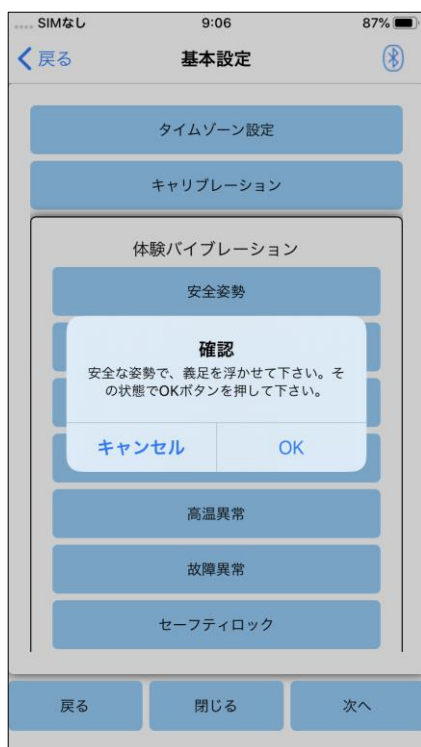 SIMなし 9:06 87%
戻る 基本設定
タイムゾーン設定
キャリブレーション
体験バイブレーション
安全姿勢
確認
安全な姿勢で、義足を浮かせて下さい。そ
の状態でOKボタンを押して下さい。
キャンセル OK
高温異常
故障異常
セーフティロック
戻る 閉じる 次へ